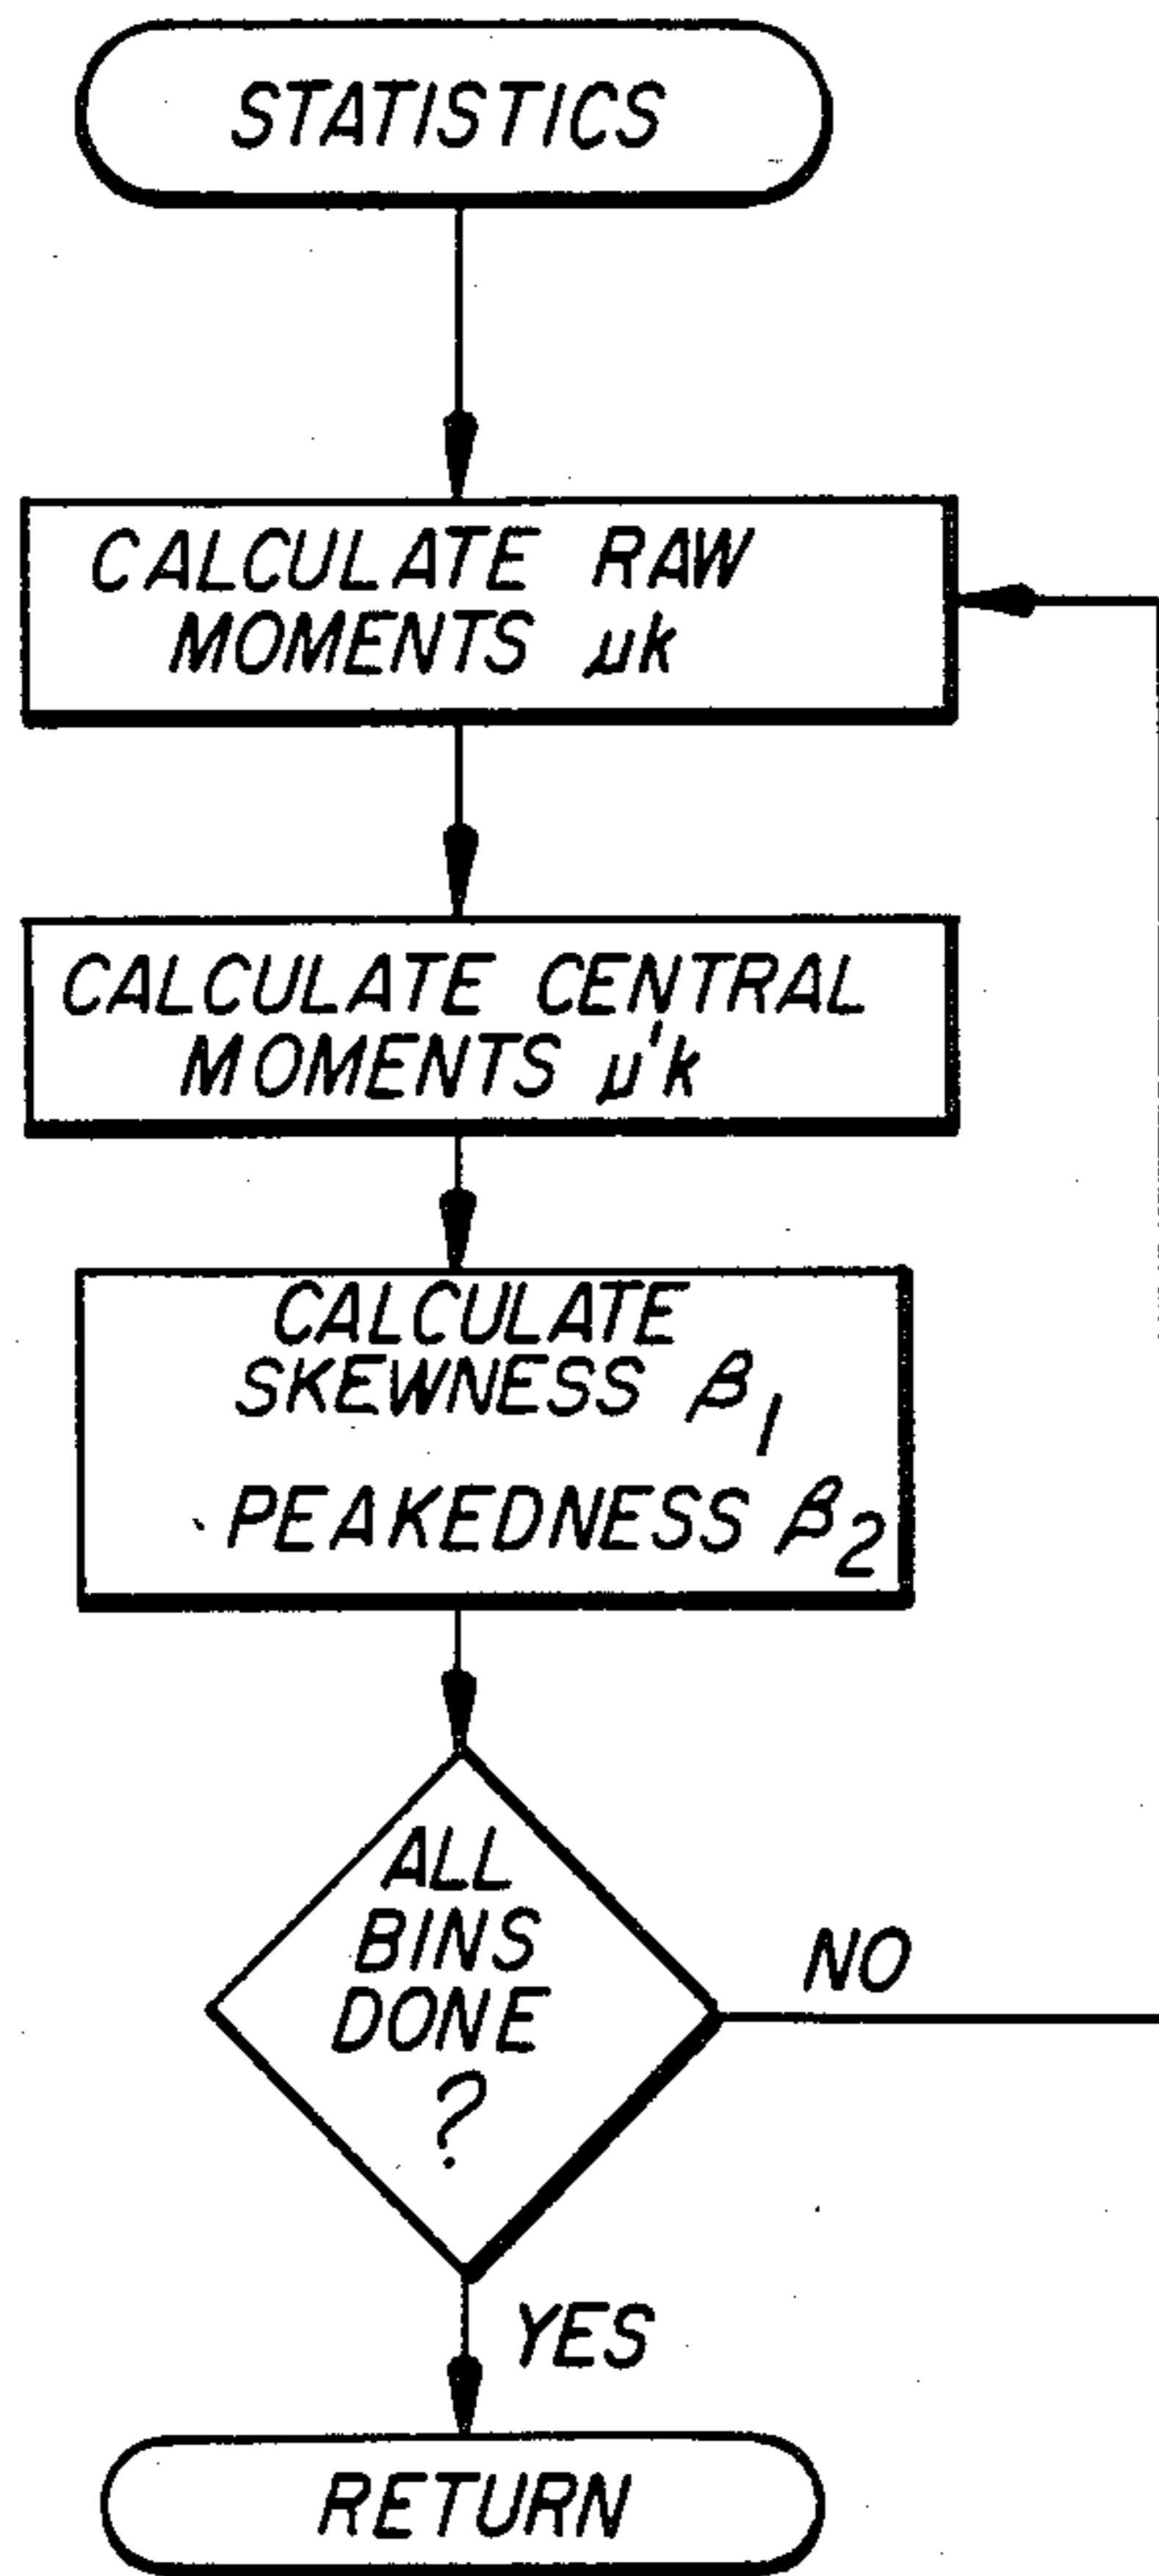 STATISTICS
CALCULATE RAW
MOMENTS μk
CALCULATE CENTRAL
MOMENTS μ'k
CALCULATE
SKEWNESS β1
PEAKEDNESS β2
ALL
BINS
DONE
?
NO
YES
RETURN